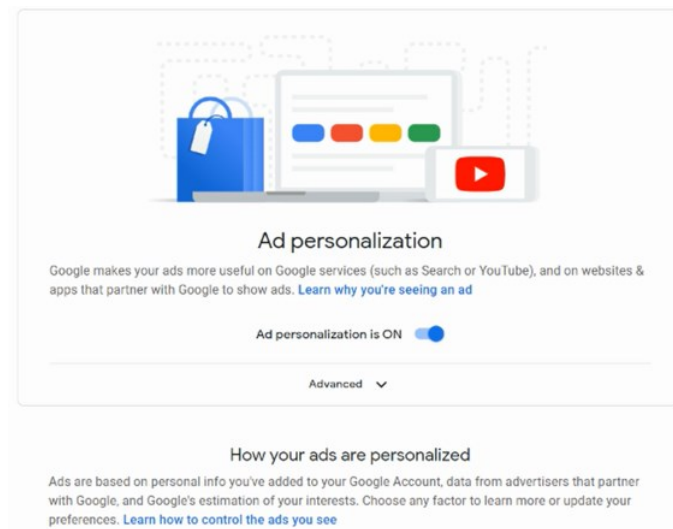 Ad personalization
Google makes your ads more useful on Google services (such as Search or YouTube), and on websites &
apps that partner with Google to show ads. Learn why you're seeing an ad
Ad personalization is ON
Advanced
How your ads are personalized
Ads are based on personal info you've added to your Google Account, data from advertisers that partner
with Google, and Google's estimation of your interests. Choose any factor to learn more or update your
preferences. Learn how to control the ads you see